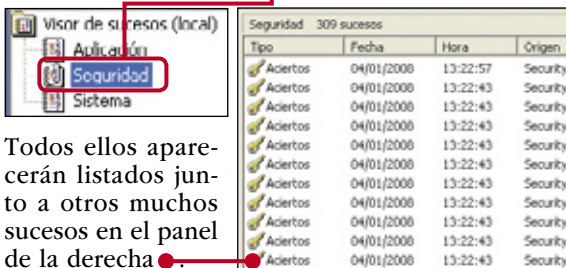 Visor de sucesos (local)
Aplicación
Seguridad
Sistema
Todos ellos apare-
cerán listados jun-
to a otros muchos
sucesos en el panel
de la derecha .
Seguridad 309 sucesos
Tipo Fecha Hora Origen
Aciertos 04/01/2008 13:22:57 Security
Aciertos 04/01/2008 13:22:43 Security
Aciertos 04/01/2008 13:22:43 Security
Aciertos 04/01/2008 13:22:43 Security
Aciertos 04/01/2008 13:22:43 Security
Aciertos 04/01/2008 13:22:43 Security
Aciertos 04/01/2008 13:22:43 Security
Aciertos 04/01/2008 13:22:43 Security
Aciertos 04/01/2008 13:22:43 Security
Aciertos 04/01/2008 13:22:43 Security
Aciertos 04/01/2008 13:22:43 Security